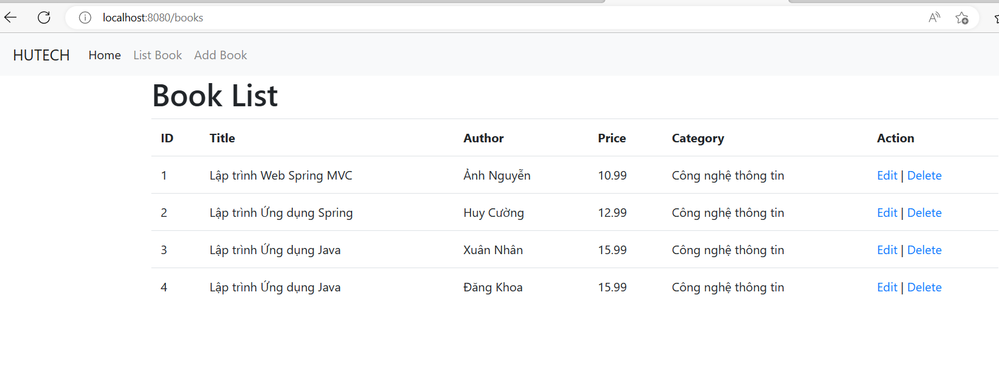 localhost:8080/books
HUTECH Home List Book Add Book
Book List
ID Title Author Price Category Action
1 Lập trình Web Spring MVC Ảnh Nguyễn 10.99 Công nghệ thông tin Edit | Delete
2 Lập trình Ứng dụng Spring Huy Cường 12.99 Công nghệ thông tin Edit | Delete
3 Lập trình Ứng dụng Java Xuân Nhân 15.99 Công nghệ thông tin Edit | Delete
4 Lập trình Ứng dụng Java Đăng Khoa 15.99 Công nghệ thông tin Edit | Delete